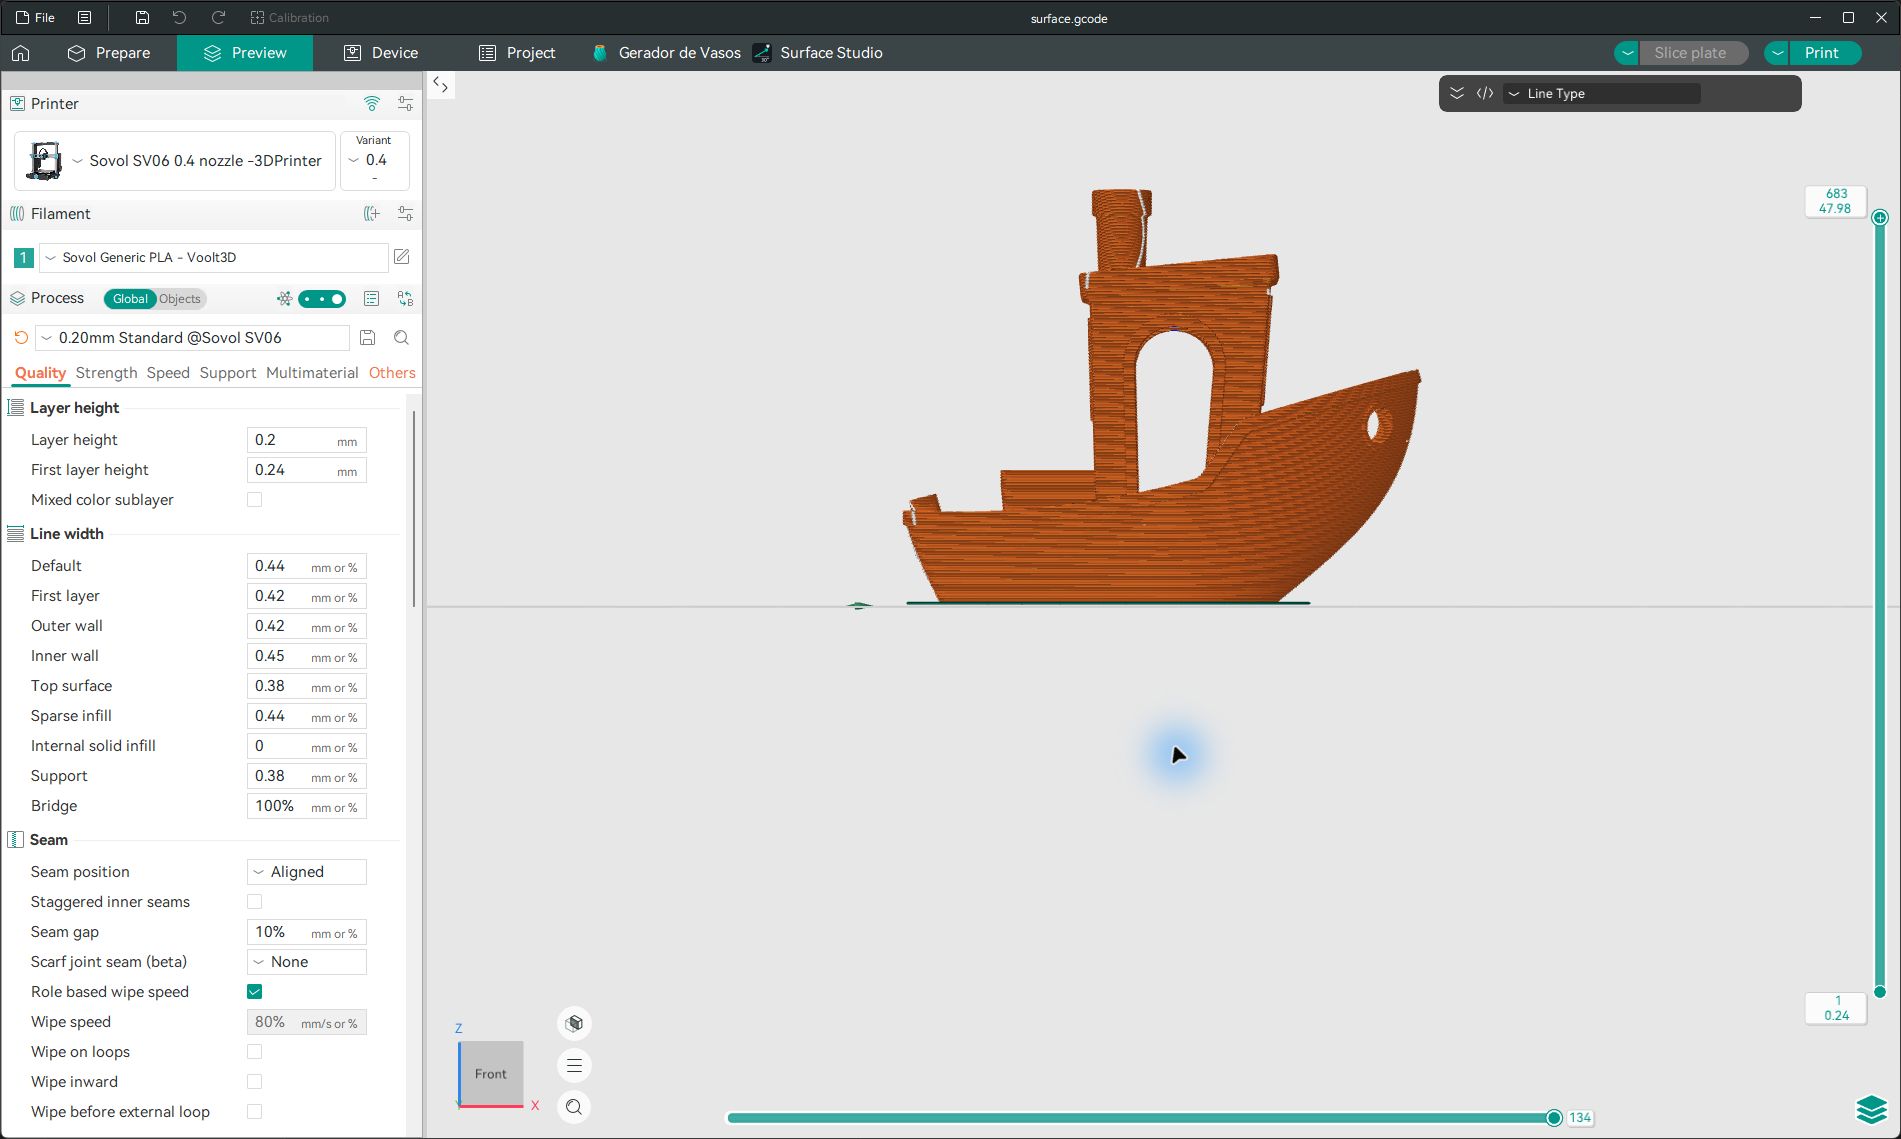 File
Calibration
surface.gcode
Prepare
Preview
Device
Project
Gerador de Vasos
Surface Studio
Slice plate
Print
Printer
Sovol SV06 0.4 nozzle -3DPrinter
Variant
0.4
-
Filament
1
Sovol Generic PLA - Voolt3D
Process
Global
Objects
0.20mm Standard @Sovol SV06
Quality Strength Speed Support Multimaterial Others
Layer height
Layer height 0.2 mm
First layer height 0.24 mm
Mixed color sublayer
Line width
Default 0.44 mm or %
First layer 0.42 mm or %
Outer wall 0.42 mm or %
Inner wall 0.45 mm or %
Top surface 0.38 mm or %
Sparse infill 0.44 mm or %
Internal solid infill 0 mm or %
Support 0.38 mm or %
Bridge 100% mm or %
Seam
Seam position Aligned
Staggered inner seams
Seam gap 10% mm or %
Scarf joint seam (beta) None
Role based wipe speed
Wipe speed 80% mm/s or %
Wipe on loops
Wipe inward
Wipe before external loop
Line Type
683
47.98
1
0.24
Z
Front
X
134